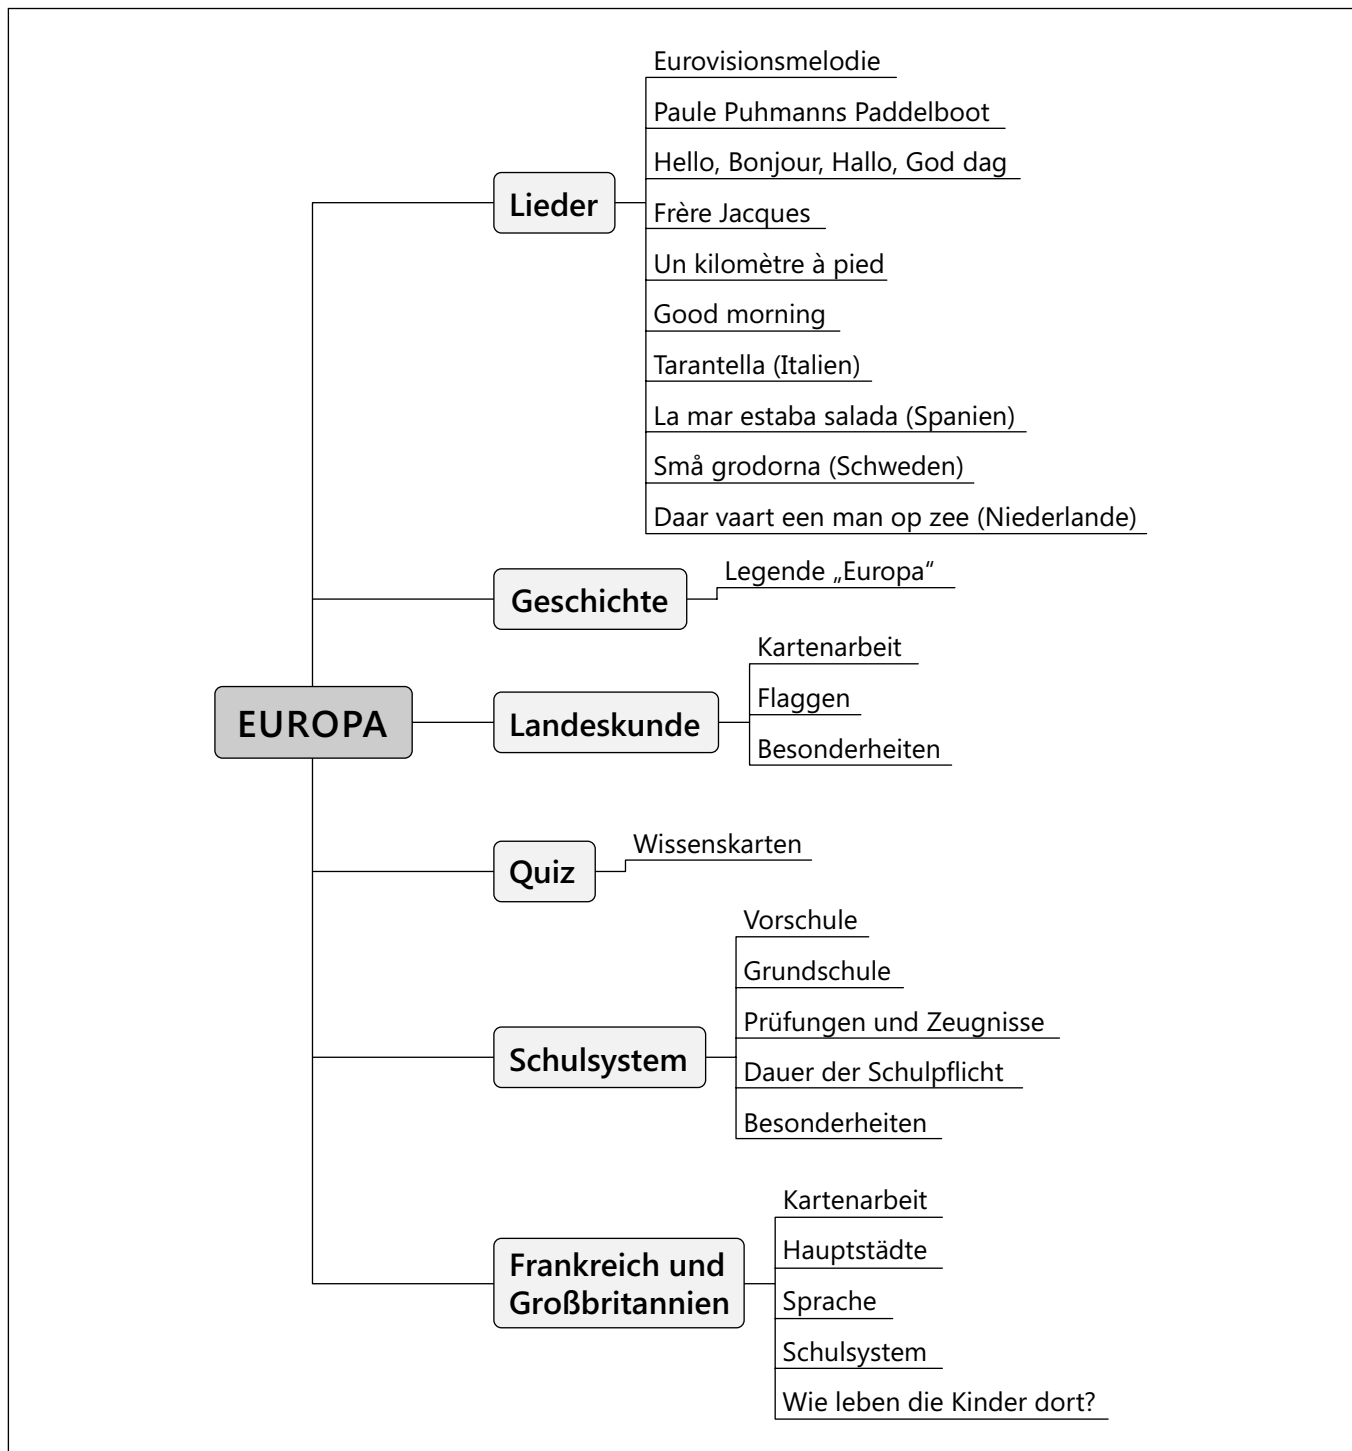 EUROPA
Lieder
Eurovisionsmelodie
Paule Puhmanns Paddelboot
Hello, Bonjour, Hallo, God dag
Frère Jacques
Un kilomètre à pied
Good morning
Tarantella (Italien)
La mar estaba salada (Spanien)
Små grodorna (Schweden)
Daar vaart een man op zee (Niederlande)
Geschichte
Legende „Europa“
Landeskunde
Kartenarbeit
Flaggen
Besonderheiten
Quiz
Wissenskarten
Schulsystem
Vorschule
Grundschule
Prüfungen und Zeugnisse
Dauer der Schulpflicht
Besonderheiten
Frankreich und
Großbritannien
Kartenarbeit
Hauptstädte
Sprache
Schulsystem
Wie leben die Kinder dort?